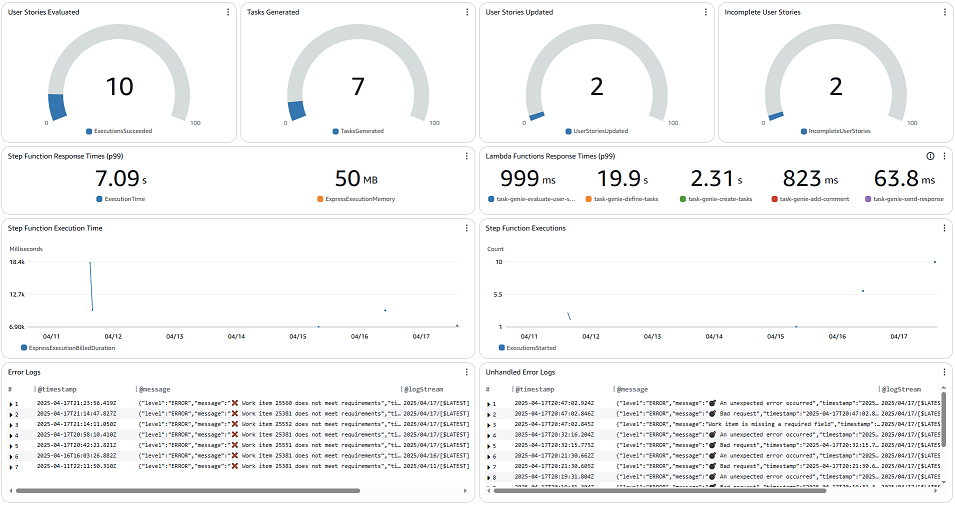 User Stories Evaluated
10
0
100
ExecutionsSucceeded
Tasks Generated
7
0
100
TasksGenerated
User Stories Updated
2
0
100
UserStoriesUpdated
Incomplete User Stories
2
0
100
IncompleteUserStories
Step Function Response Times (p99)
7.09 s
50 MB
ExecutionTime
ExpressExecutionMemory
Lambda Functions Response Times (p99)
999 ms
19.9 s
2.31 s
823 ms
63.8 ms
task-genie-evaluate-user-s...
task-genie-define-tasks
task-genie-create-tasks
task-genie-add-comment
task-genie-send-response
Step Function Execution Time
Milliseconds
18.4k
12.7k
6.90k
04/11 04/12 04/13 04/14 04/15 04/16 04/17
ExpressExecutionBilledDuration
Step Function Executions
Count
10
5.5
1
04/11 04/12 04/13 04/14 04/15 04/16 04/17
ExecutionsStarted
Error Logs
# @timestamp @message @logStream
1 2025-04-17T21:23:56.419Z {"level":"ERROR","message":"❌ Work item 25560 does not meet requirements","ti… 2025/04/17/[$LATEST]
2 2025-04-17T21:14:47.827Z {"level":"ERROR","message":"❌ Work item 25381 does not meet requirements","ti… 2025/04/17/[$LATEST]
3 2025-04-17T21:14:11.050Z {"level":"ERROR","message":"❌ Work item 25552 does not meet requirements","ti… 2025/04/17/[$LATEST]
4 2025-04-17T20:58:10.410Z {"level":"ERROR","message":"❌ Work item 25381 does not meet requirements","ti… 2025/04/17/[$LATEST]
5 2025-04-17T20:42:21.821Z {"level":"ERROR","message":"❌ Work item 25551 does not meet requirements","ti… 2025/04/17/[$LATEST]
6 2025-04-16T16:03:26.882Z {"level":"ERROR","message":"❌ Work item 25381 does not meet requirements","ti… 2025/04/16/[$LATEST]
7 2025-04-11T22:11:50.310Z {"level":"ERROR","message":"❌ Work item 25381 does not meet requirements","ti… 2025/04/11/[$LATEST]
Unhandled Error Logs
# @timestamp @message @logStream
1 2025-04-17T20:47:02.924Z {"level":"ERROR","message":"💣 An unexpected error occurred","timestamp":"2025… 2025/04/17/[$LATES
2 2025-04-17T20:47:02.846Z {"level":"ERROR","message":"💣 Bad request","timestamp":"2025-04-17T20:47:02.8… 2025/04/17/[$LATES
3 2025-04-17T20:47:02.845Z {"level":"ERROR","message":"Work item is missing a required field","timestamp":… 2025/04/17/[$LATES
4 2025-04-17T20:32:16.204Z {"level":"ERROR","message":"💣 An unexpected error occurred","timestamp":"2025… 2025/04/17/[$LATES
5 2025-04-17T20:32:15.775Z {"level":"ERROR","message":"💣 Bad request","timestamp":"2025-04-17T20:32:15.7… 2025/04/17/[$LATES
6 2025-04-17T20:21:30.662Z {"level":"ERROR","message":"💣 An unexpected error occurred","timestamp":"2025… 2025/04/17/[$LATES
7 2025-04-17T20:21:30.605Z {"level":"ERROR","message":"💣 Bad request","timestamp":"2025-04-17T20:21:30.6… 2025/04/17/[$LATES
8 2025-04-17T20:19:31.804Z {"level":"ERROR","message":"💣 An unexpected error occurred","timestamp":"2025… 2025/04/17/[$LATES